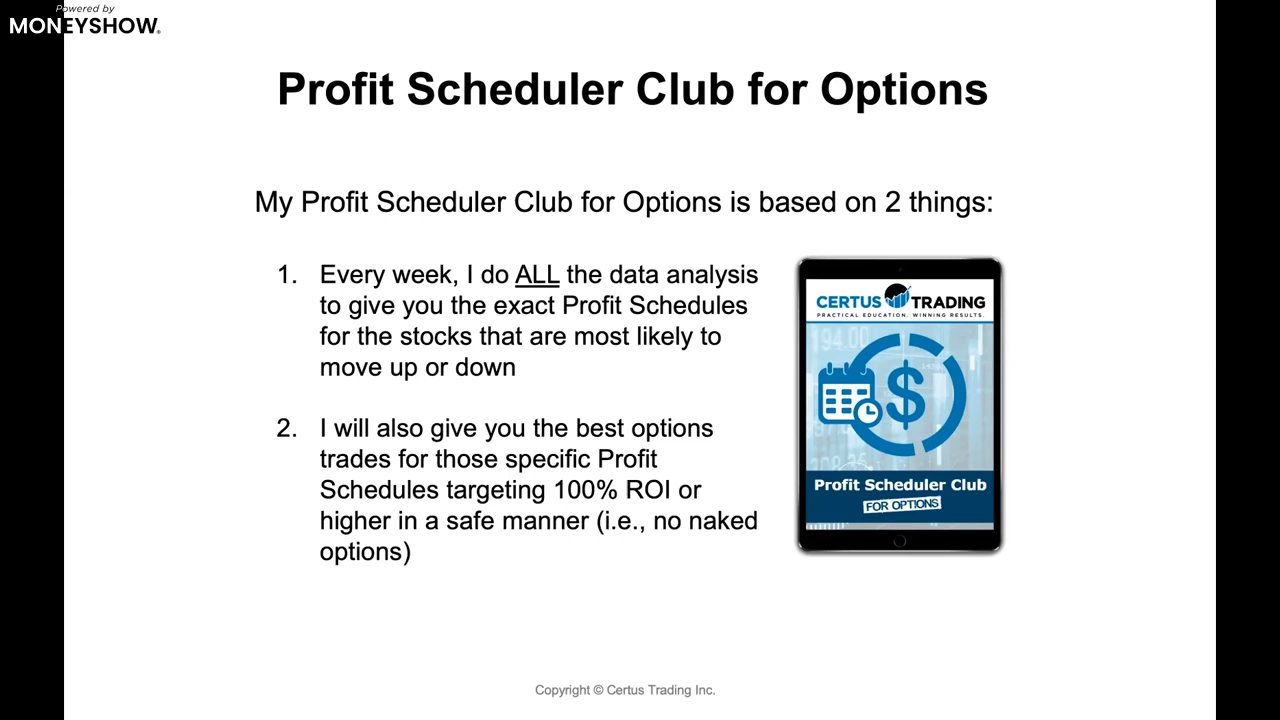 Powered by
MONEYSHOW®
Profit Scheduler Club for Options
My Profit Scheduler Club for Options is based on 2 things:
1. Every week, I do ALL the data analysis
to give you the exact Profit Schedules
for the stocks that are most likely to
move up or down
2. I will also give you the best options
trades for those specific Profit
Schedules targeting 100% ROI or
higher in a safe manner (i.e., no naked
options)
CERTUS TRADING
PRACTICAL EDUCATION. WINNING RESULTS.
194.00
$
Profit Scheduler Club
FOR OPTIONS
Copyright © Certus Trading Inc.